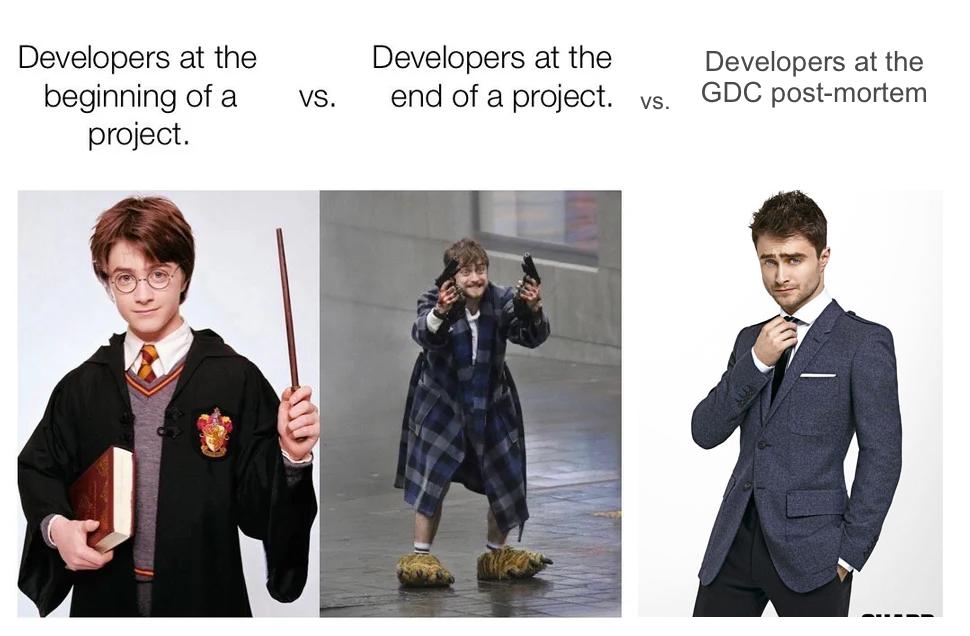 Developers at the
beginning of a
project.
vs.
Developers at the
end of a project.
vs.
Developers at the
GDC post-mortem